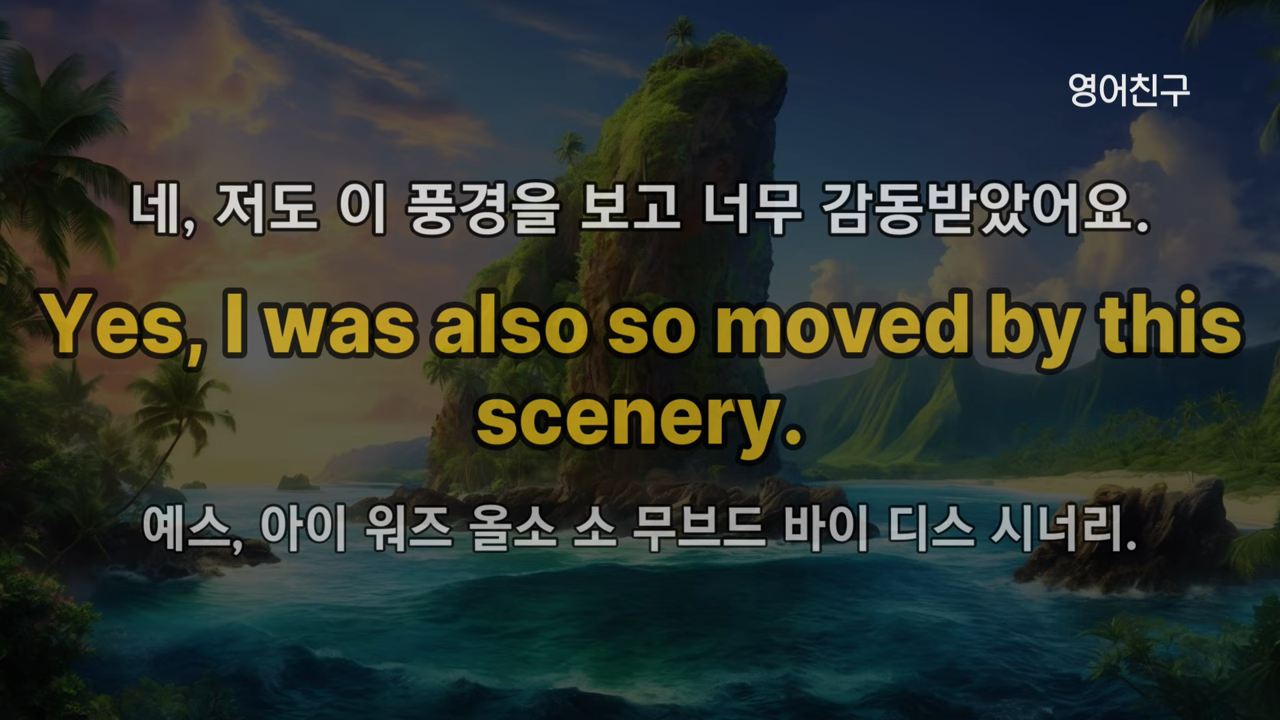 영어친구
네, 저도 이 풍경을 보고 너무 감동받았어요.
Yes, I was also so moved by this
scenery.
예스, 아이 워즈 올소 소 무브드 바이 디스 시너리.